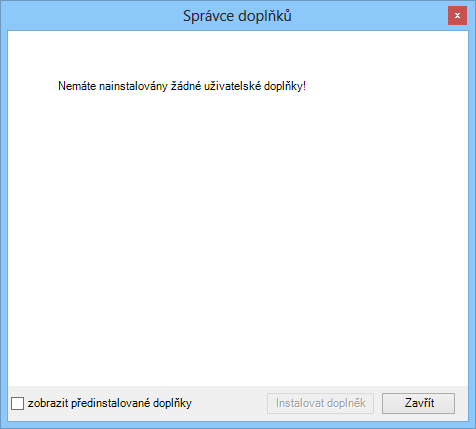 Správce doplňků
Nemáte nainstalovány žádné uživatelské doplňky!
zobrazit předinstalované doplňky
Instalovat doplněk
Zavřít